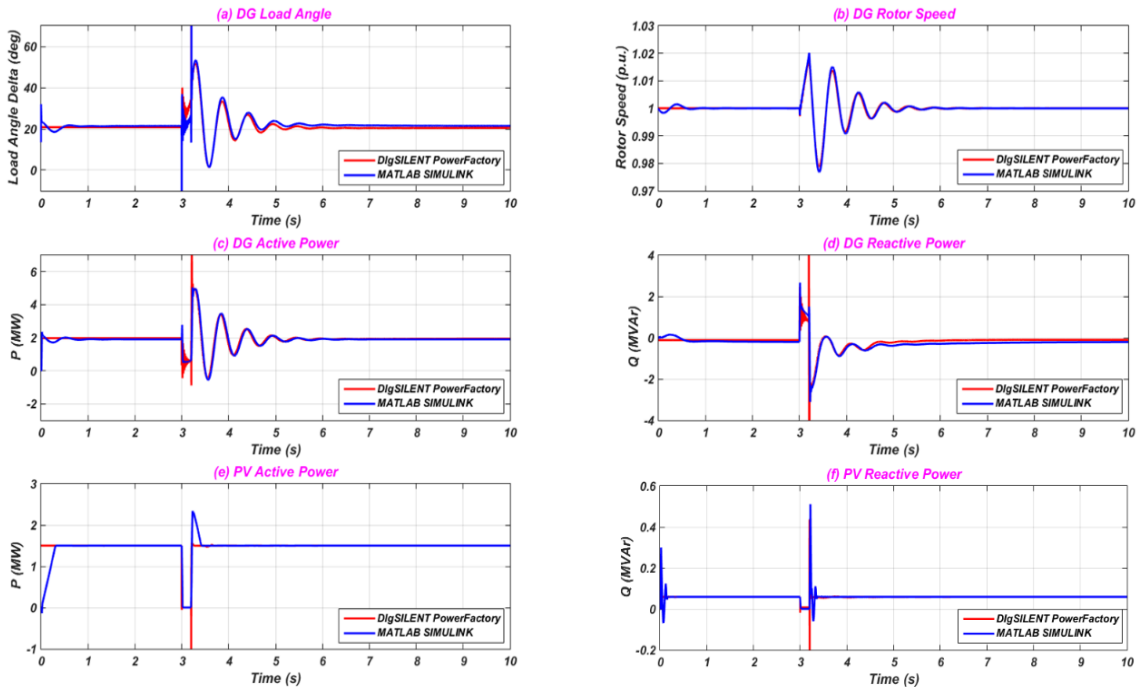 (a) DG Load Angle
Load Angle Delta (deg)
60
40
20
0
0 1 2 3 4 5 6 7 8 9 10
Time (s)
DIgSILENT PowerFactory
MATLAB SIMULINK
(b) DG Rotor Speed
Rotor Speed (p.u.)
1.03
1.02
1.01
1
0.99
0.98
0.97
0 1 2 3 4 5 6 7 8 9 10
Time (s)
DIgSILENT PowerFactory
MATLAB SIMULINK
(c) DG Active Power
P (MW)
6
4
2
0
-2
0 1 2 3 4 5 6 7 8 9 10
Time (s)
DIgSILENT PowerFactory
MATLAB SIMULINK
(d) DG Reactive Power
Q (MVAr)
4
2
0
-2
-4
0 1 2 3 4 5 6 7 8 9 10
Time (s)
DIgSILENT PowerFactory
MATLAB SIMULINK
(e) PV Active Power
P (MW)
3
2
1
0
-1
0 1 2 3 4 5 6 7 8 9 10
Time (s)
DIgSILENT PowerFactory
MATLAB SIMULINK
(f) PV Reactive Power
Q (MVAr)
0.6
0.4
0.2
0
-0.2
0 1 2 3 4 5 6 7 8 9 10
Time (s)
DIgSILENT PowerFactory
MATLAB SIMULINK